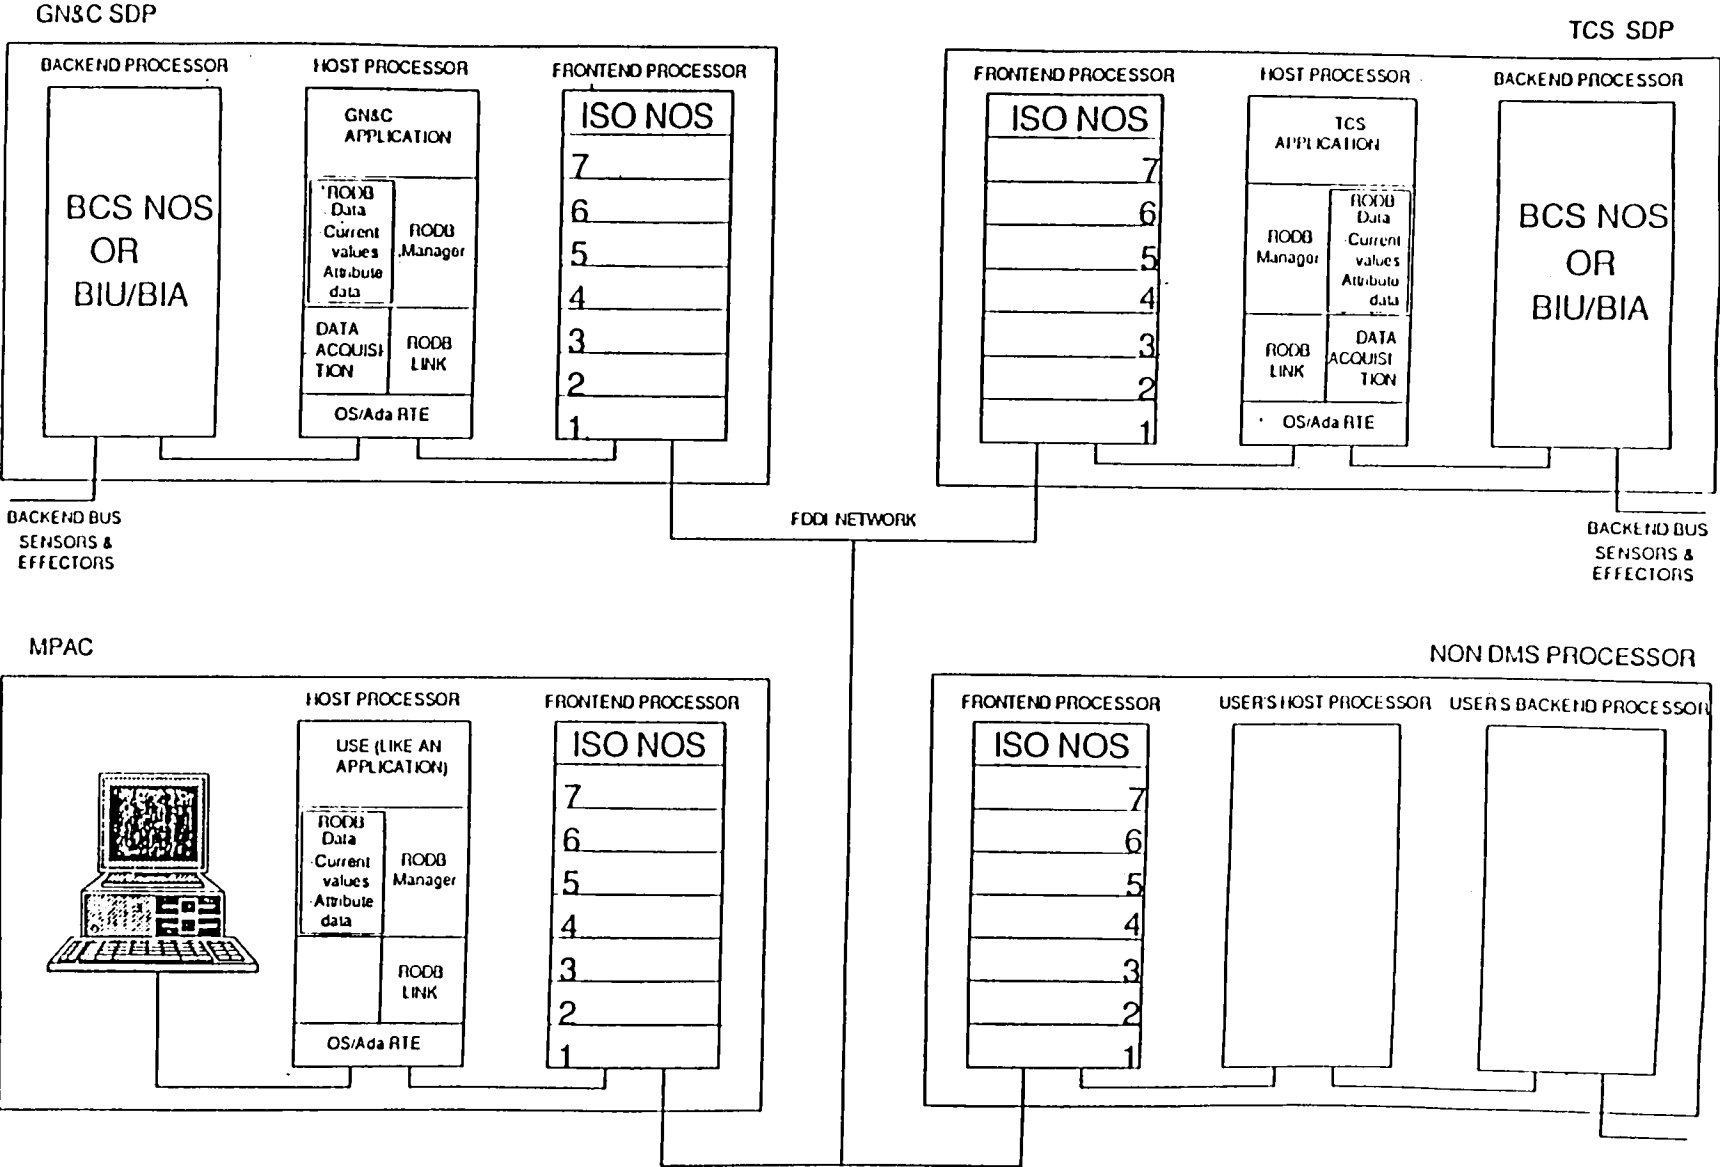 GN&C SDP
BACKEND PROCESSOR
HOST PROCESSOR
FRONTEND PROCESSOR
BCS NOS
OR
BIU/BIA
GN&C
APPLICATION
RODB
Data
Current
values
Attribute
data
RODB
Manager
DATA
ACQUISI-
TION
RODB
LINK
OS/Ada RTE
ISO NOS
7
6
5
4
3
2
1
BACKEND BUS
SENSORS &
EFFECTORS
TCS SDP
FRONTEND PROCESSOR
HOST PROCESSOR
BACKEND PROCESSOR
ISO NOS
7
6
5
4
3
2
1
TCS
APPLICATION
RODB
Manager
RODB
Data
Current
values
Attribute
data
RODB
LINK
DATA
ACQUISI
TION
OS/Ada RTE
BCS NOS
OR
BIU/BIA
BACKEND BUS
SENSORS &
EFFECTORS
FDDI NETWORK
MPAC
HOST PROCESSOR
FRONTEND PROCESSOR
USE (LIKE AN
APPLICATION)
RODB
Data
Current
values
Attribute
data
RODB
Manager
RODB
LINK
OS/Ada RTE
ISO NOS
7
6
5
4
3
2
1
NON DMS PROCESSOR
FRONTEND PROCESSOR
USER'S HOST PROCESSOR
USER'S BACKEND PROCESSOR
ISO NOS
7
6
5
4
3
2
1